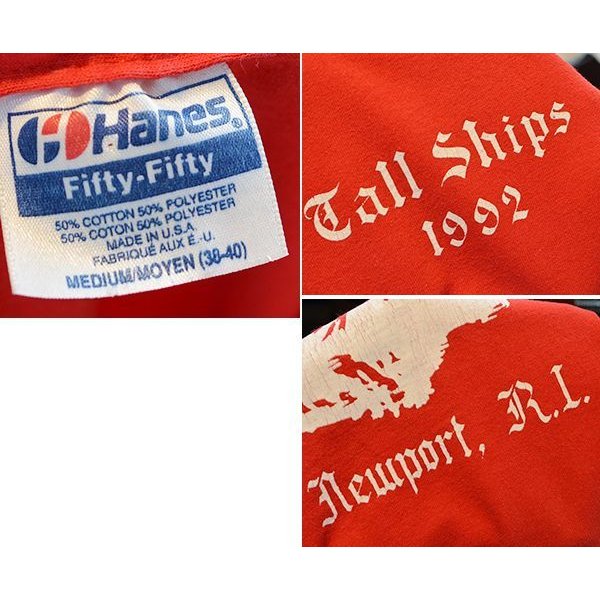 Hanes®
Fifty-Fifty
50% COTTON 50% POLYESTER
50% COTON 50% POLYESTER
MADE IN U.S.A
FABRIQUÉ AUX É.-U.
MEDIUM/MOYEN (38-40)
Tall Ships
1992
Newport, R.I.